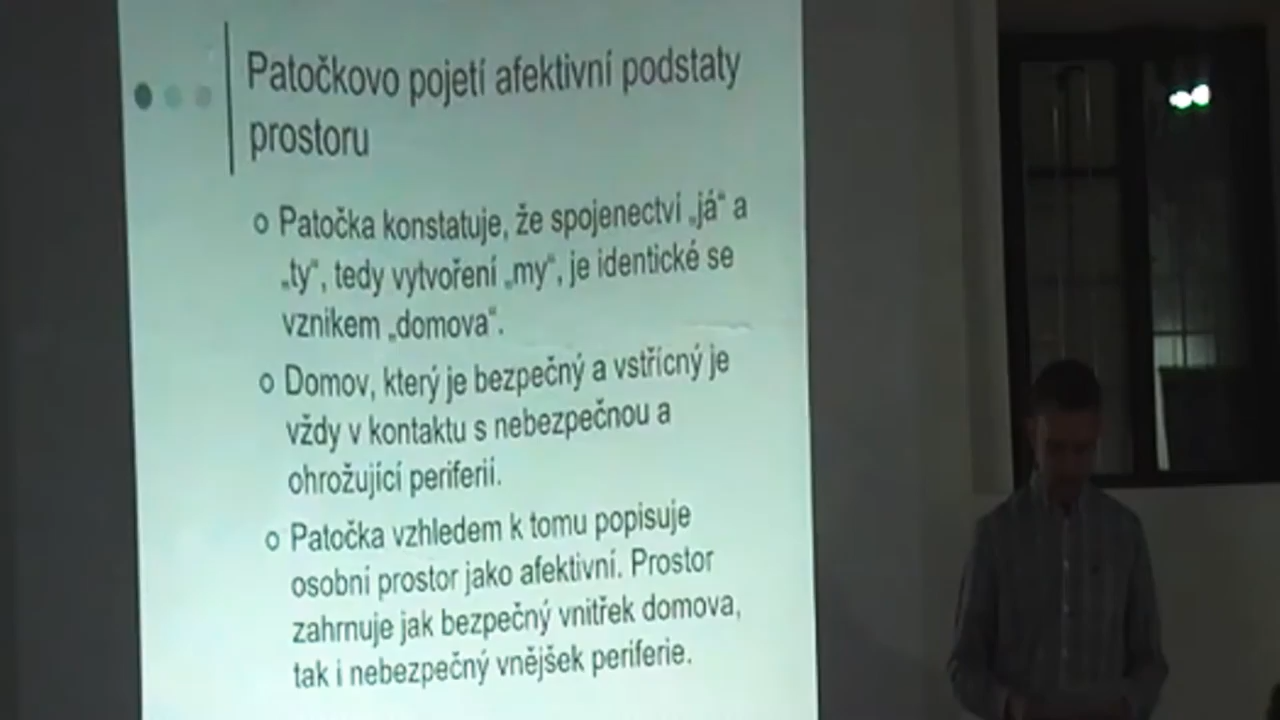 Patočkovo pojetí afektivní podstaty
prostoru
Patočka konstatuje, že spojenectví „já“ a
„ty“, tedy vytvoření „my“, je identické se
vznikem „domova“.
Domov, který je bezpečný a vstřícný je
vždy v kontaktu s nebezpečnou a
ohrožující periferií.
Patočka vzhledem k tomu popisuje
osobní prostor jako afektivní. Prostor
zahrnuje jak bezpečný vnitřek domova,
tak i nebezpečný vnějšek periferie.